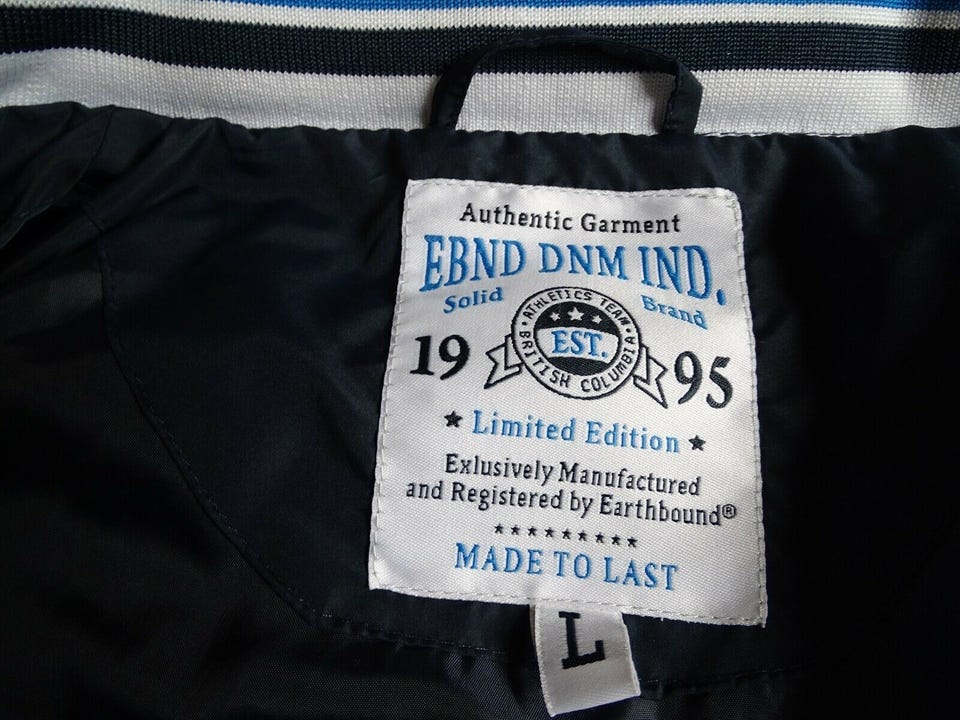 Authentic Garment
EBND DNM IND.
Solid Brand
ATHLETICS TEAM
19 EST. 95
BRITISH COLUMBIA
★ Limited Edition ★
Exlusively Manufactured
and Registered by Earthbound®
★★★★★★★★★
MADE TO LAST
L